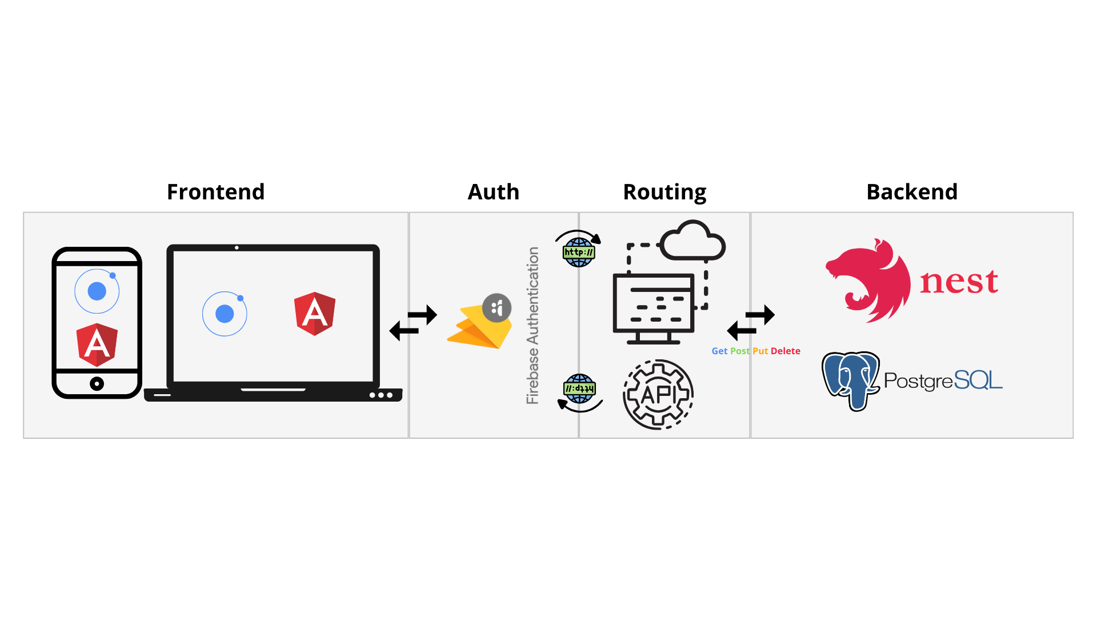 Frontend
Auth
Routing
Backend
A
A
Firebase Authentication
http://
http://
API
Get Post Put Delete
nest
PostgreSQL